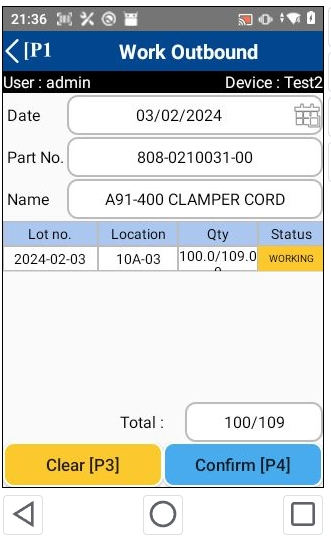 21:36
[P1
Work Outbound
User : admin
Device : Test2
Date
03/02/2024
Part No.
808-0210031-00
Name
A91-400 CLAMPER CORD
Lot no.
Location
Qty
Status
2024-02-03
10A-03
100.0/109.0
WORKING
Total :
100/109
Clear [P3]
Confirm [P4]